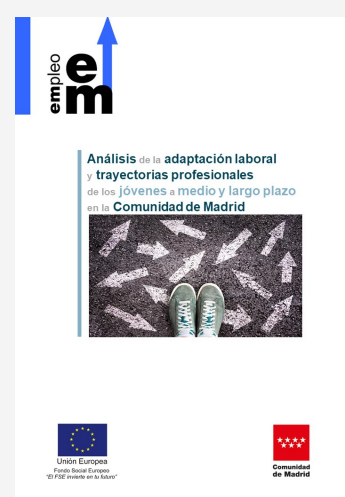 empleo
em
Análisis de la adaptación laboral
y trayectorias profesionales
de los jóvenes a medio y largo plazo
en la Comunidad de Madrid
Unión Europea
Fondo Social Europeo
"El FSE invierte en tu futuro"
Comunidad
de Madrid